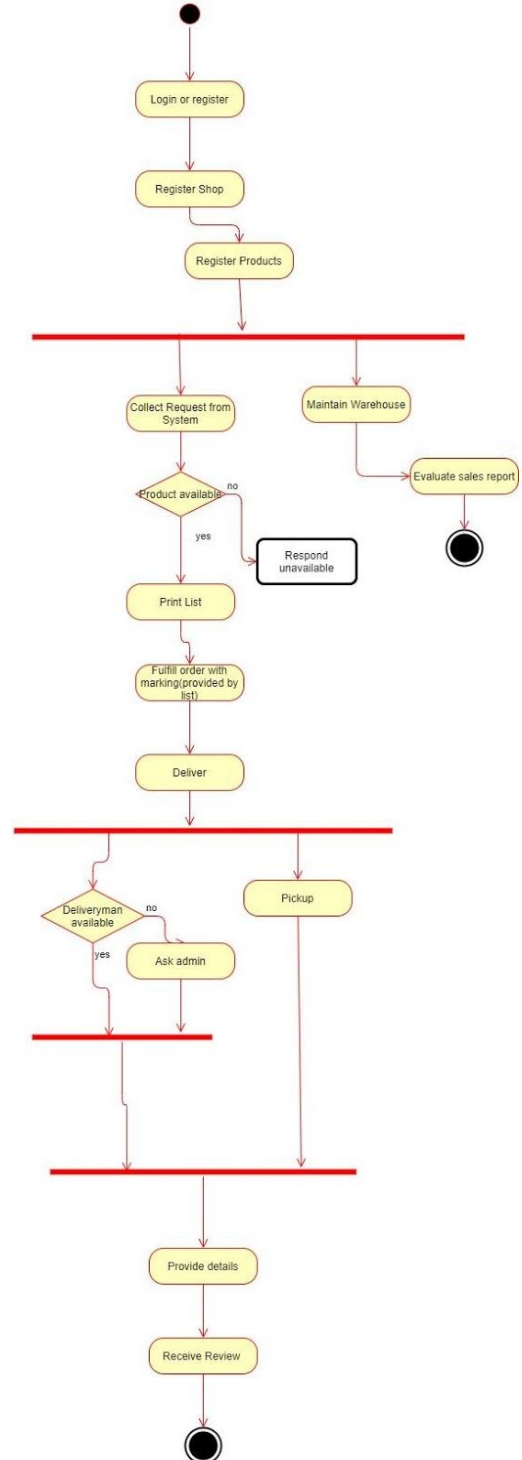 Login or register
Register Shop
Register Products
Collect Request from
System
Maintain Warehouse
Product available
no
Evaluate sales report
yes
Respond
unavailable
Print List
Fulfill order with
marking(provided by
list)
Deliver
Deliveryman
available
no
Pickup
yes
Ask admin
Provide details
Receive Review